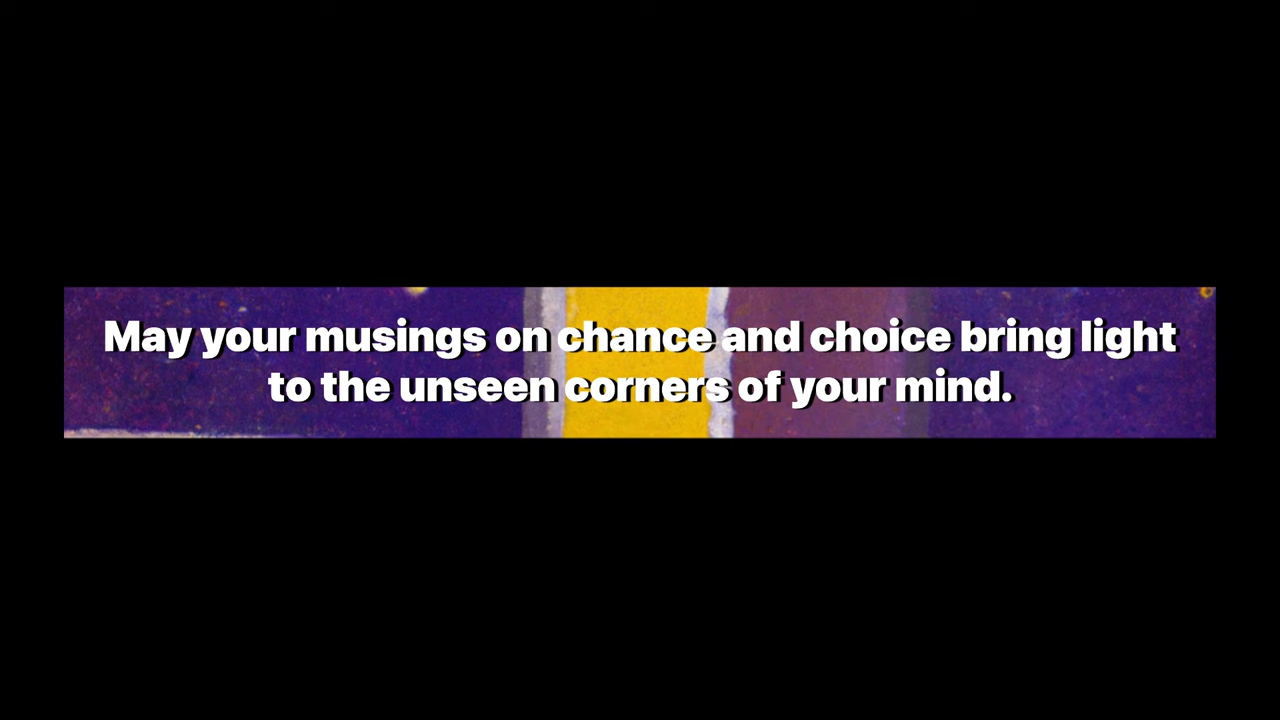 May your musings on chance and choice bring light
to the unseen corners of your mind.